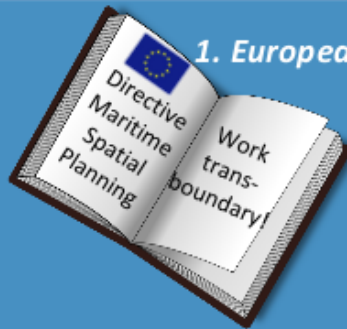 1. Europea
Directive
Maritime
Spatial
Planning
Work
trans-
boundary!